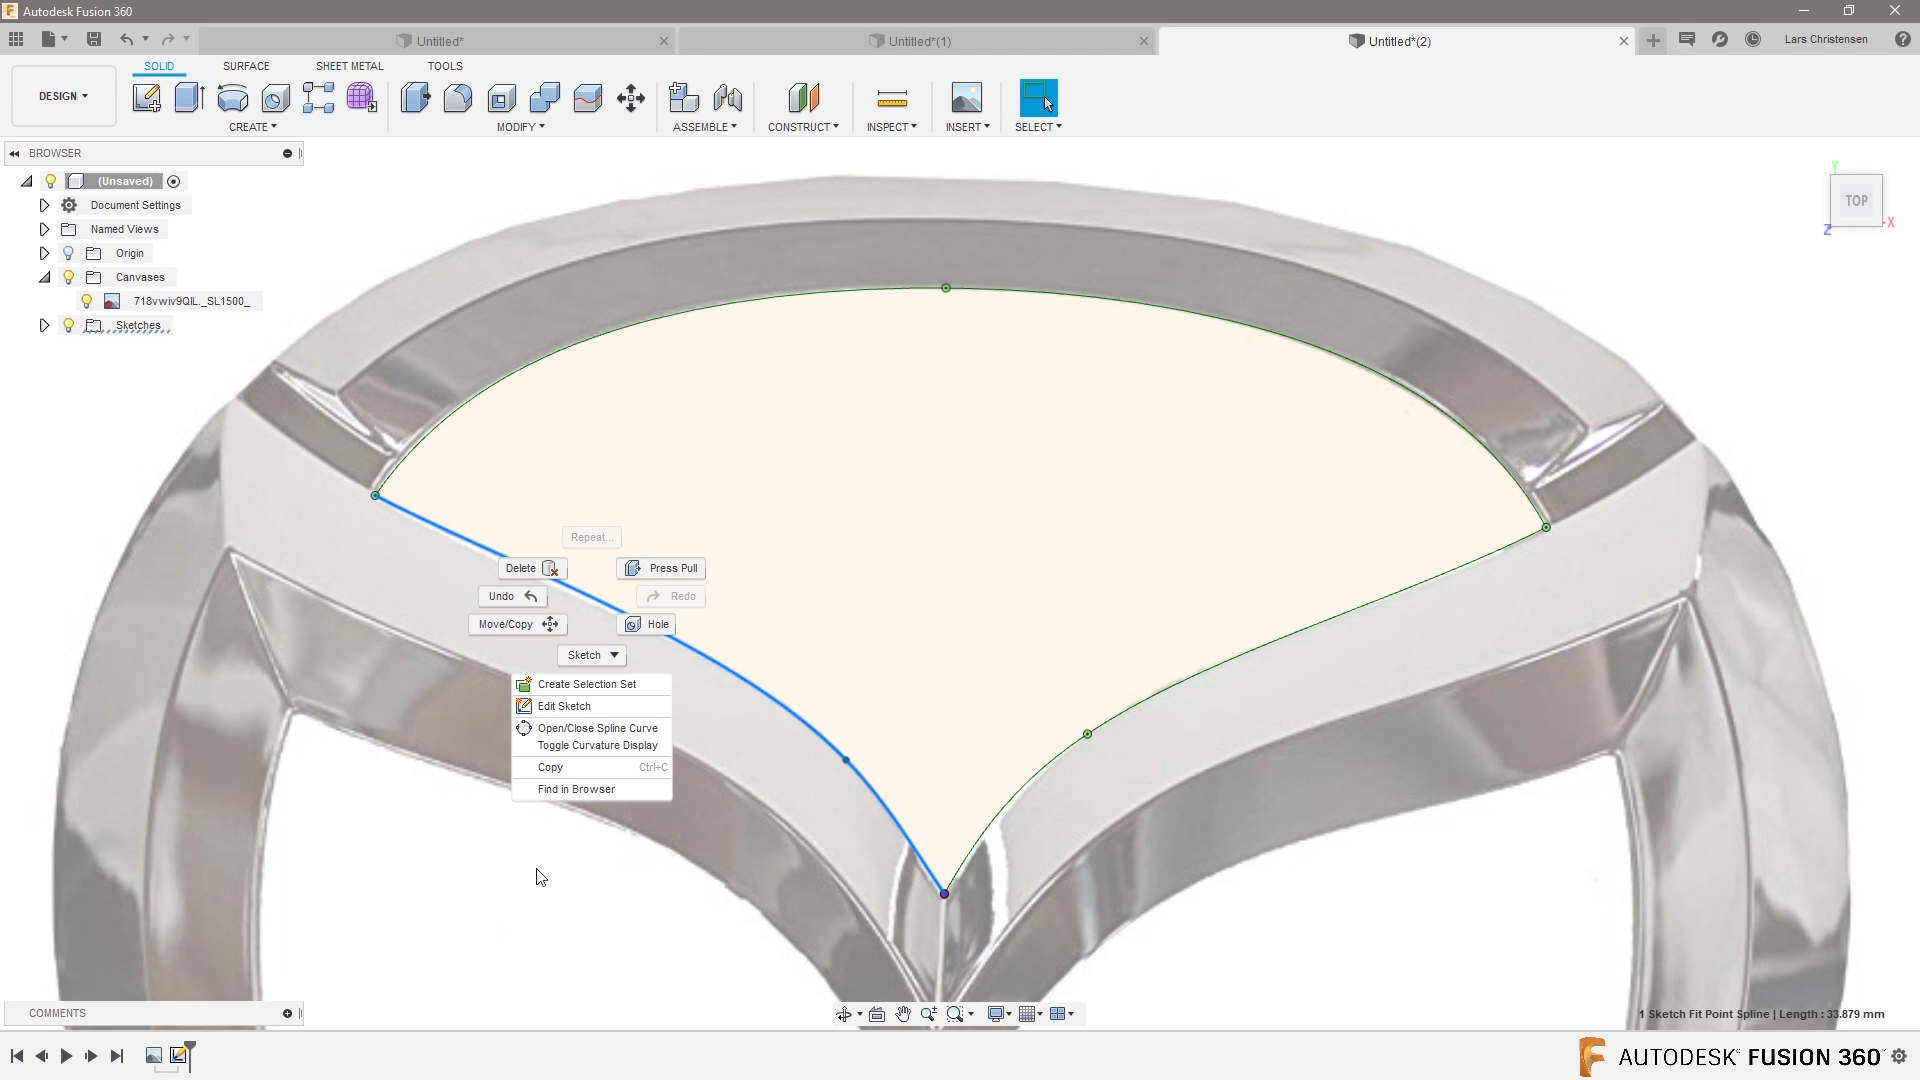 Autodesk Fusion 360
Untitled*
Untitled*(1)
Untitled*(2)
Lars Christensen
DESIGN
SOLID
SURFACE
SHEET METAL
TOOLS
CREATE
MODIFY
ASSEMBLE
CONSTRUCT
INSPECT
INSERT
SELECT
BROWSER
(Unsaved)
Document Settings
Named Views
Origin
Canvases
718vwiv9QIL._SL1500_
Sketches
Y
TOP
X
Z
Repeat...
Delete
Press Pull
Undo
Redo
Move/Copy
Hole
Sketch
Create Selection Set
Edit Sketch
Open/Close Spline Curve
Toggle Curvature Display
Copy Ctrl+C
Find in Browser
COMMENTS
1 Sketch Fit Point Spline | Length : 33.879 mm
AUTODESK® FUSION 360™